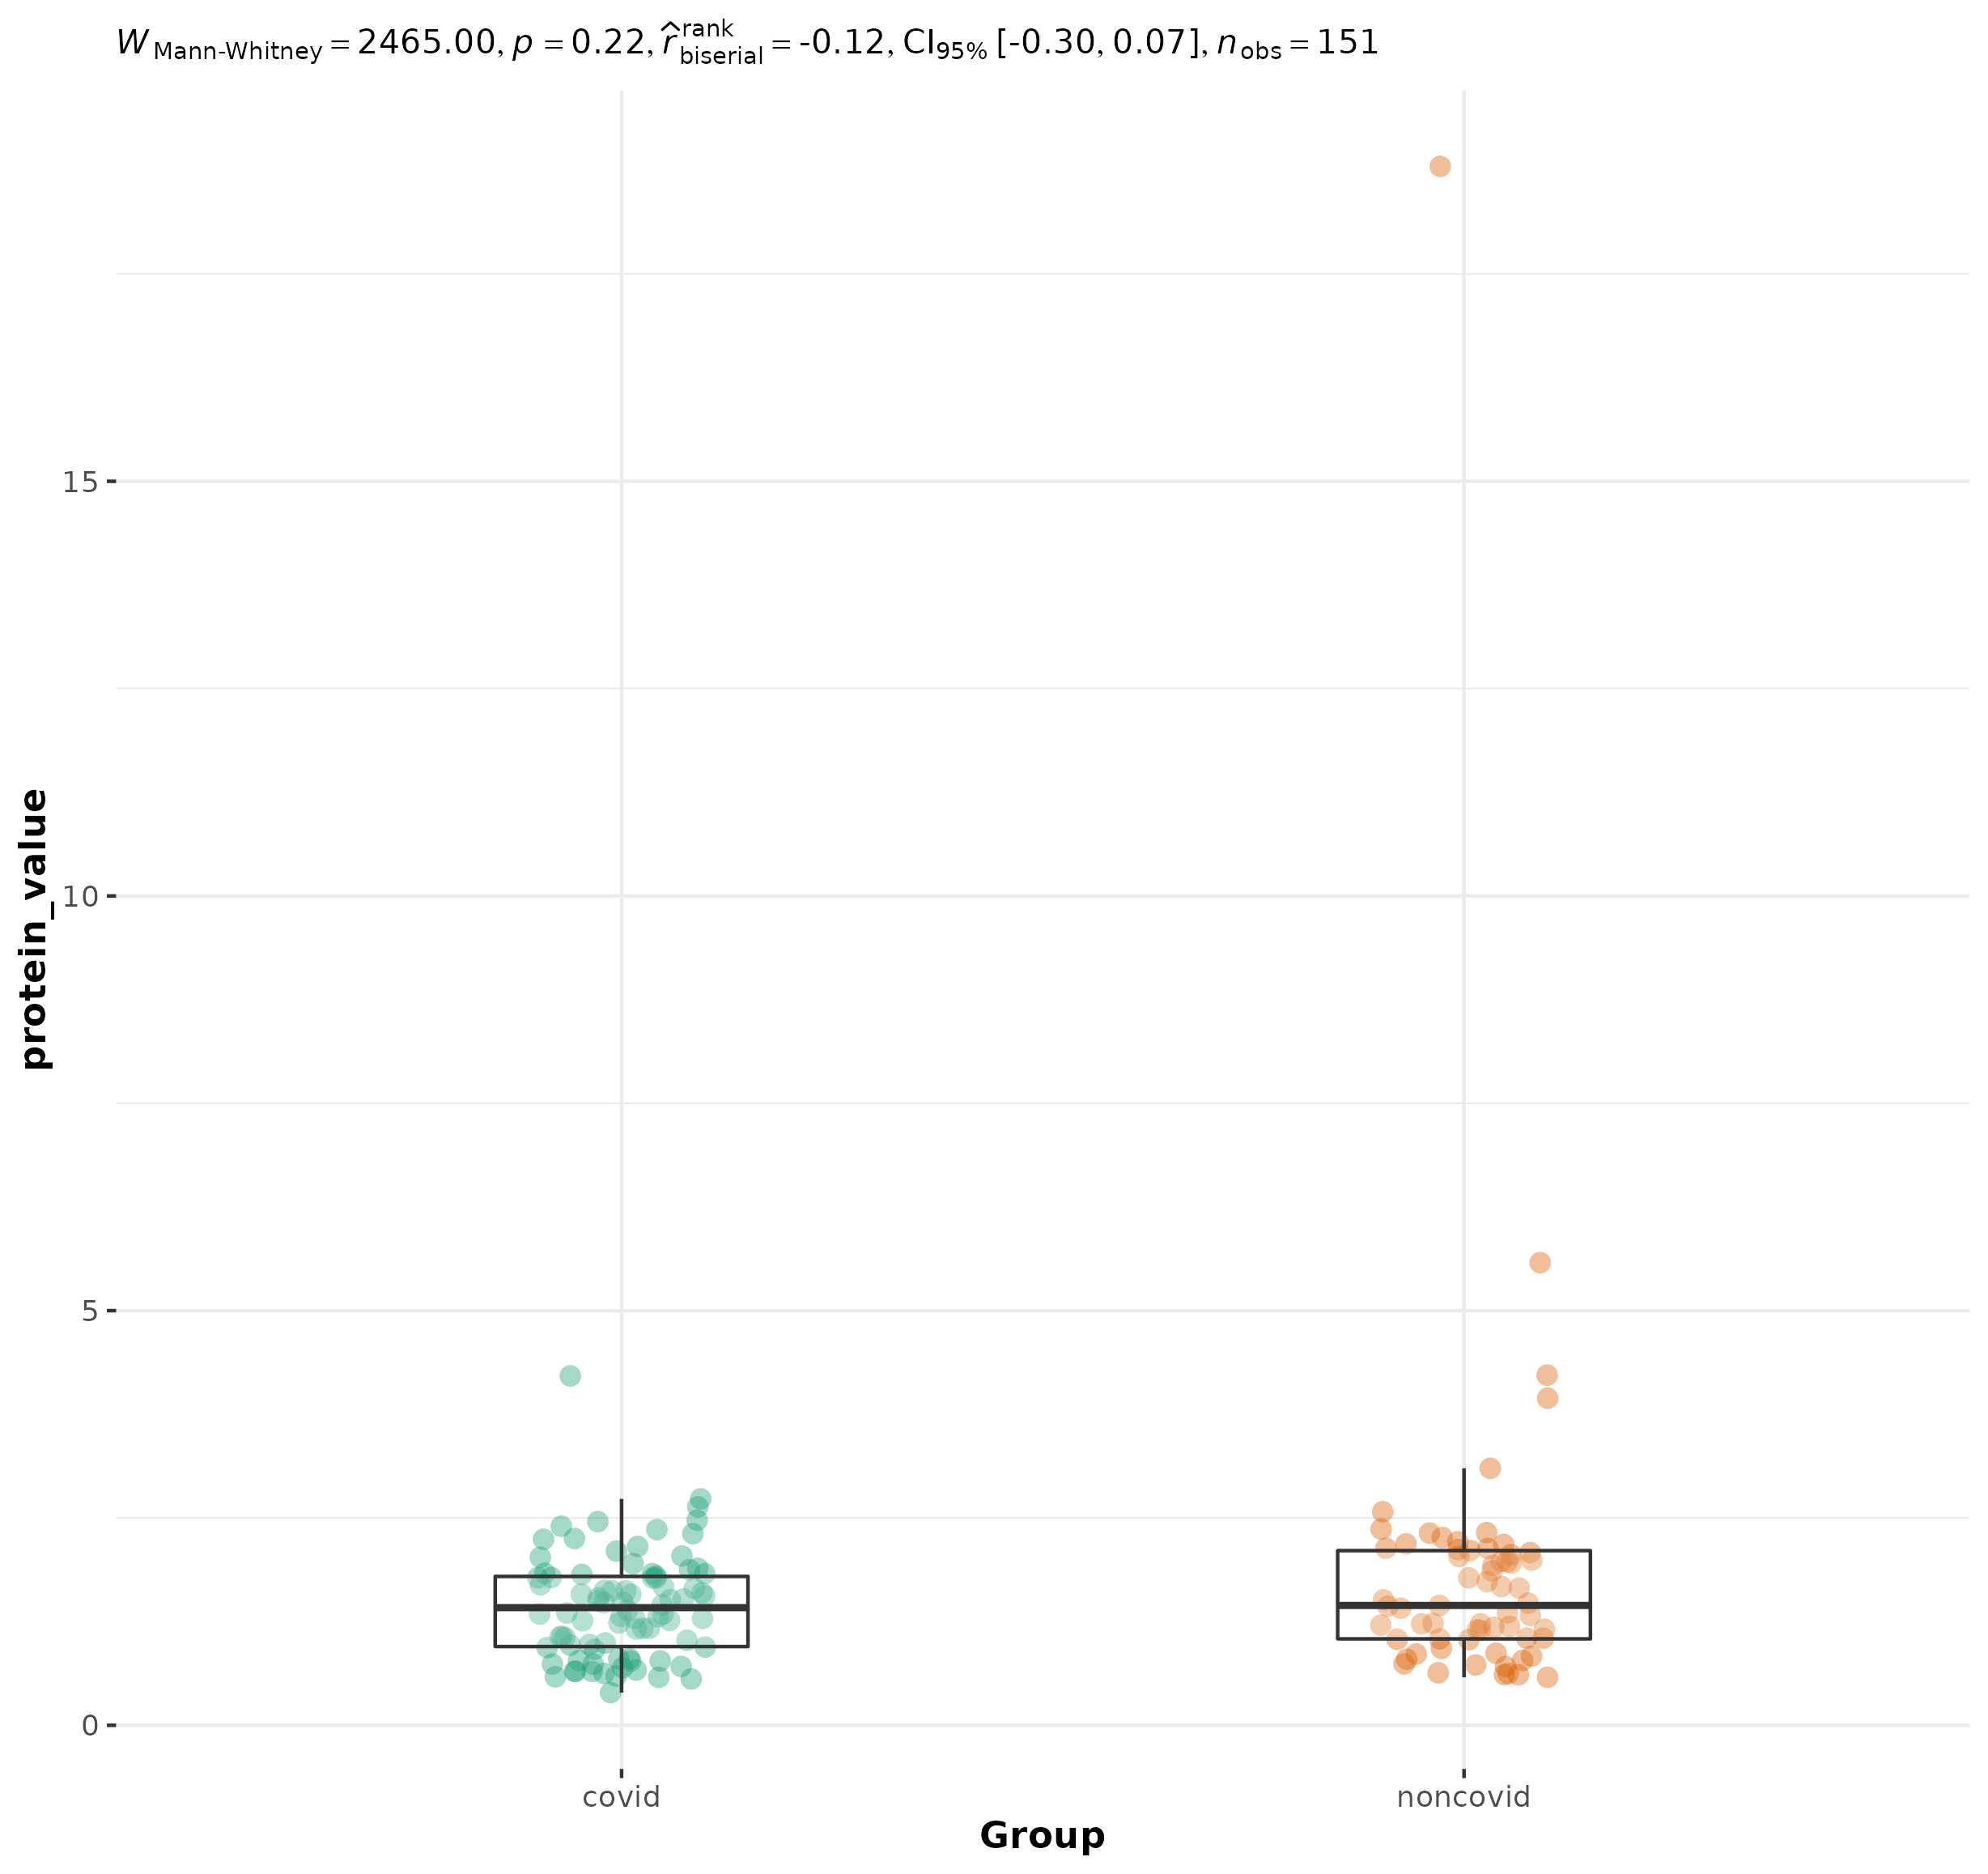 W Mann-Whitney = 2465.00, p = 0.22, r̂ rank biserial = -0.12, CI95% [-0.30, 0.07], n obs = 151
protein_value
15
10
5
0
covid noncovid
Group